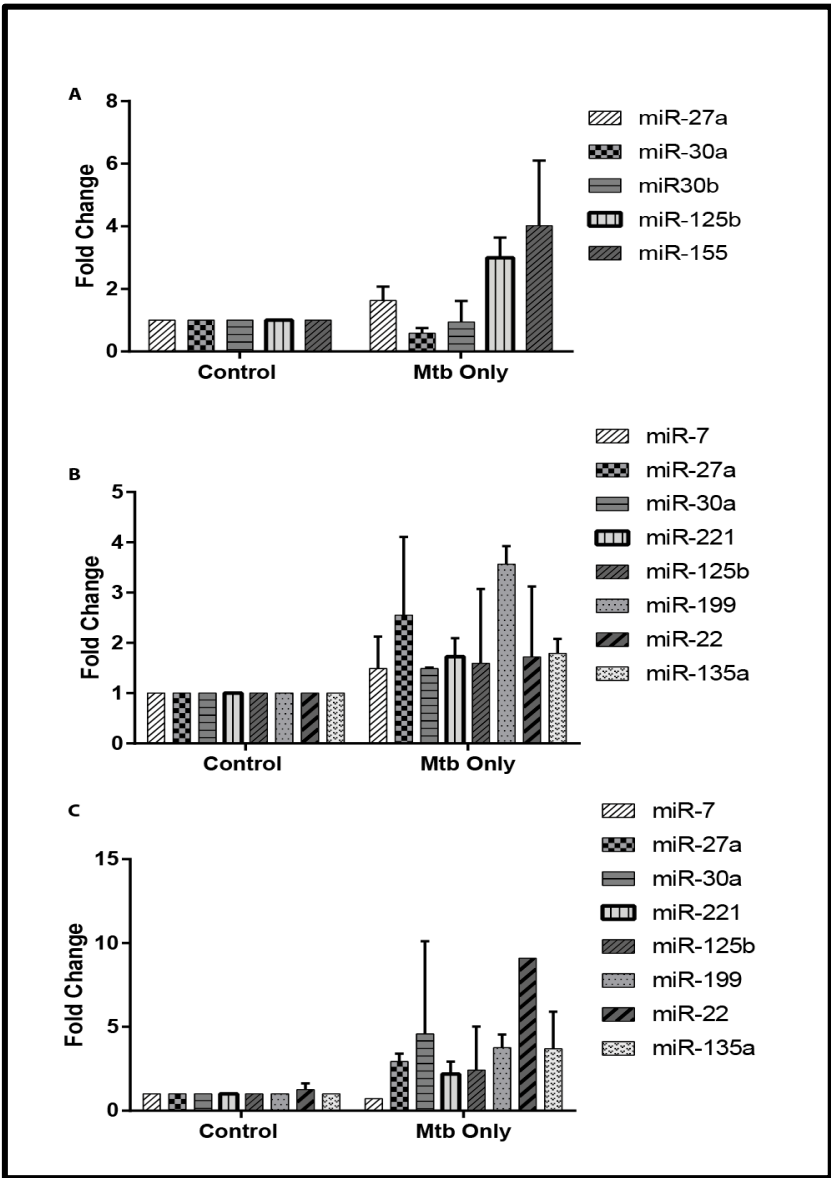 A
8
6
4
2
0
Fold Change
Control
Mtb Only
miR-27a
miR-30a
miR30b
miR-125b
miR-155
B
5
4
3
2
1
0
Fold Change
Control
Mtb Only
miR-7
miR-27a
miR-30a
miR-221
miR-125b
miR-199
miR-22
miR-135a
C
15
10
5
0
Fold Change
Control
Mtb Only
miR-7
miR-27a
miR-30a
miR-221
miR-125b
miR-199
miR-22
miR-135a